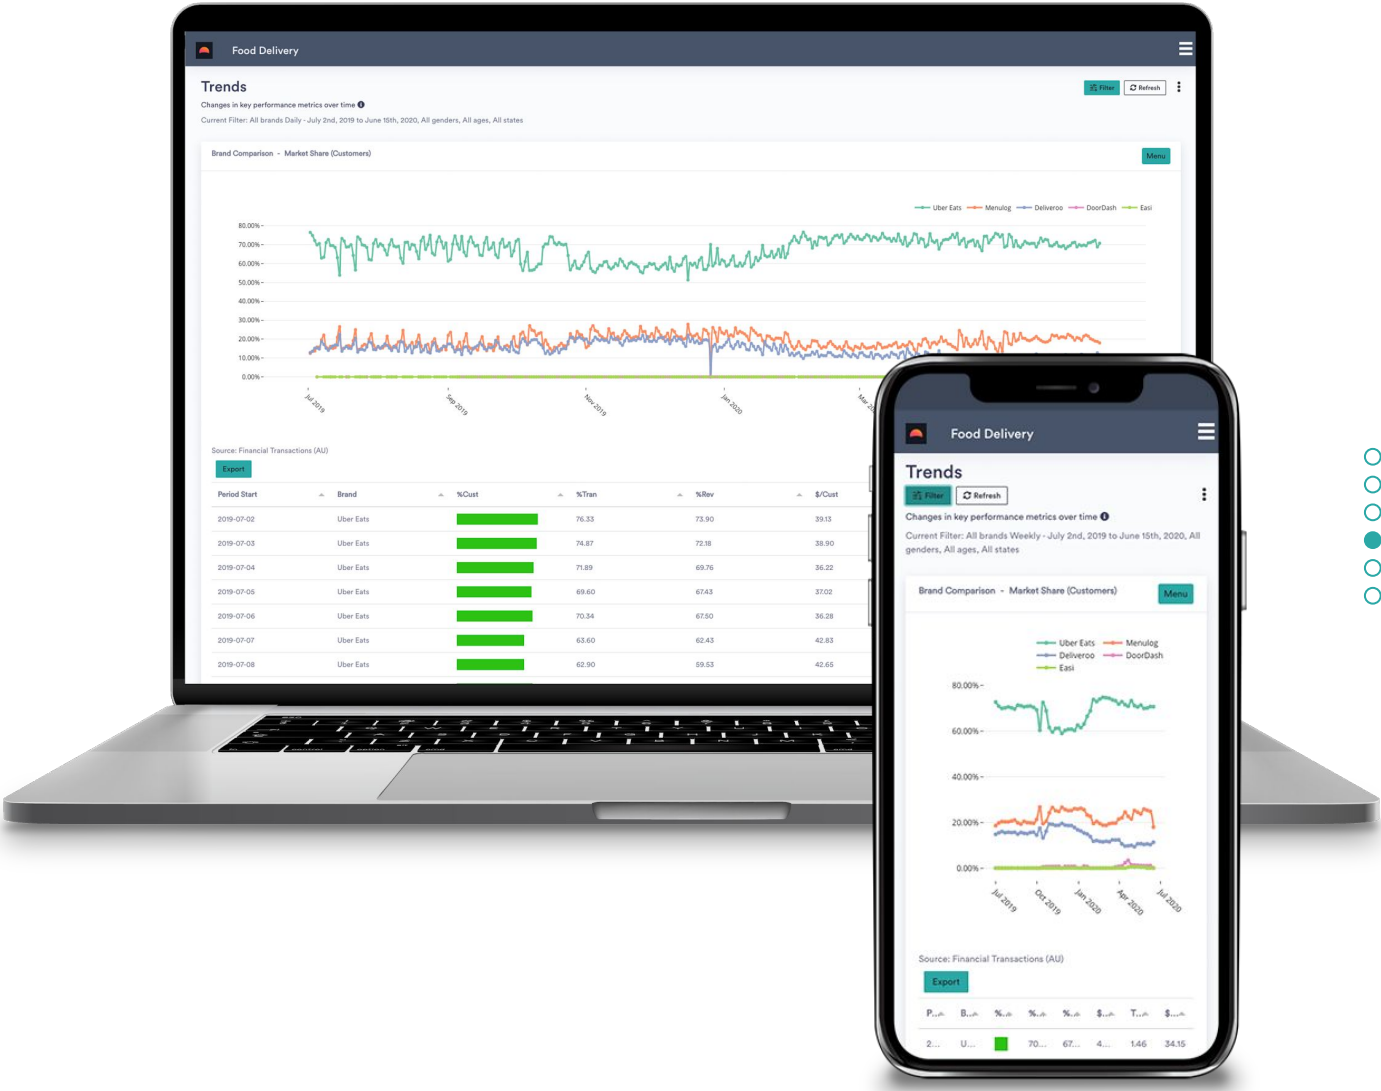 Food Delivery
Trends
Filter
Refresh
Changes in key performance metrics over time
Current Filter: All brands Daily - July 2nd, 2019 to June 15th, 2020, All genders, All ages, All states
Brand Comparison - Market Share (Customers)
Menu
Uber Eats Menulog Deliveroo DoorDash Easi
80.00%
70.00%
60.00%
50.00%
40.00%
30.00%
20.00%
10.00%
0.00%
Jul 2019
Sep 2019
Nov 2019
Jan 2020
Mar
Source: Financial Transactions (AU)
Export
Period Start Brand %Cust %Tran %Rev $/Cust
2019-07-02 Uber Eats 76.33 73.90 39.13
2019-07-03 Uber Eats 74.87 72.18 38.90
2019-07-04 Uber Eats 71.89 69.76 36.22
2019-07-05 Uber Eats 69.60 67.43 37.02
2019-07-06 Uber Eats 70.34 67.50 36.28
2019-07-07 Uber Eats 63.60 62.43 42.83
2019-07-08 Uber Eats 62.90 59.53 42.65
Food Delivery
Trends
Filter
Refresh
Changes in key performance metrics over time
Current Filter: All brands Weekly - July 2nd, 2019 to June 15th, 2020, All
genders, All ages, All states
Brand Comparison - Market Share (Customers)
Menu
Uber Eats Menulog
Deliveroo DoorDash
Easi
80.00%
60.00%
40.00%
20.00%
0.00%
Jul 2019
Oct 2019
Jan 2020
Apr 2020
Jul 2020
Source: Financial Transactions (AU)
Export
P... B... %... %... %... $... T... $...
2... U... 70... 67... 4... 1.46 34.15